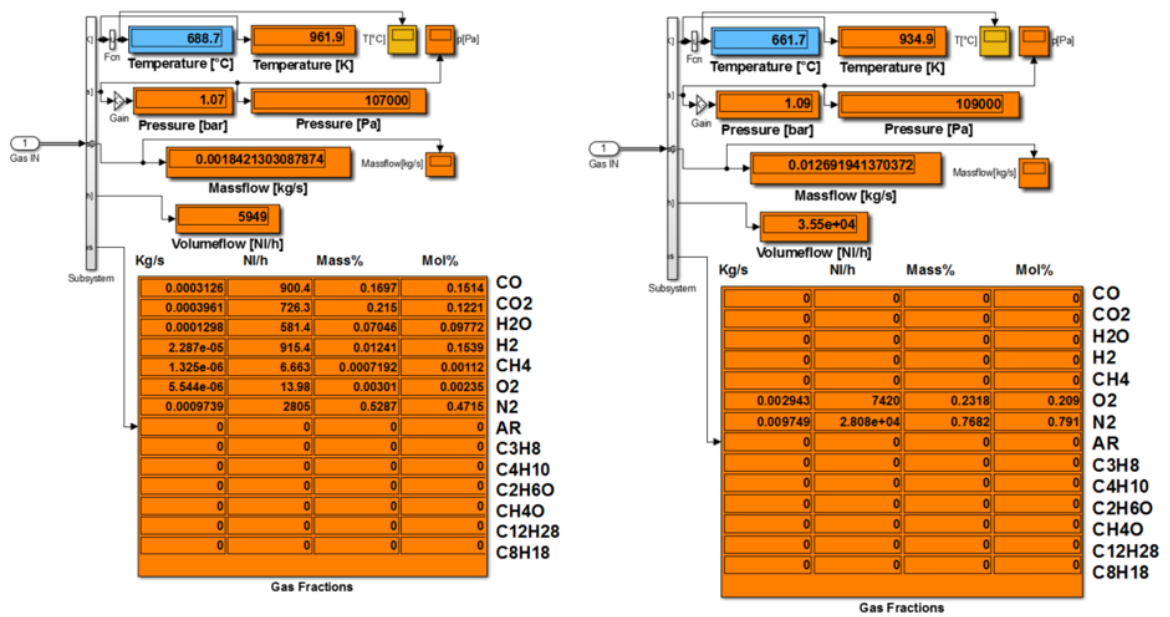 688.7
961.9
T[°C]
p[Pa]
Fcn
Temperature [°C]
Temperature [K]
1.07
107000
Gain
Pressure [bar]
Pressure [Pa]
1
Gas IN
0.0018421303087874
Massflow[kg/s]
Massflow [kg/s]
5949
Volumeflow [Nl/h]
Subsystem
Kg/s Nl/h Mass% Mol%
0.0003126 900.4 0.1697 0.1514 CO
0.0003961 726.3 0.215 0.1221 CO2
0.0001298 581.4 0.07046 0.09772 H2O
2.287e-05 915.4 0.01241 0.1539 H2
1.325e-06 6.663 0.0007192 0.00112 CH4
5.544e-06 13.98 0.00301 0.00235 O2
0.0009739 2805 0.5287 0.4715 N2
0 0 0 0 AR
0 0 0 0 C3H8
0 0 0 0 C4H10
0 0 0 0 C2H6O
0 0 0 0 CH4O
0 0 0 0 C12H28
0 0 0 0 C8H18
Gas Fractions
661.7
934.9
T[°C]
p[Pa]
Fcn
Temperature [°C]
Temperature [K]
1.09
109000
Gain
Pressure [bar]
Pressure [Pa]
1
Gas IN
0.012691941370372
Massflow[kg/s]
Massflow [kg/s]
3.55e+04
Volumeflow [Nl/h]
Subsystem
Kg/s Nl/h Mass% Mol%
0 0 0 0 CO
0 0 0 0 CO2
0 0 0 0 H2O
0 0 0 0 H2
0 0 0 0 CH4
0.002943 7420 0.2318 0.209 O2
0.009749 2.808e+04 0.7682 0.791 N2
0 0 0 0 AR
0 0 0 0 C3H8
0 0 0 0 C4H10
0 0 0 0 C2H6O
0 0 0 0 CH4O
0 0 0 0 C12H28
0 0 0 0 C8H18
Gas Fractions